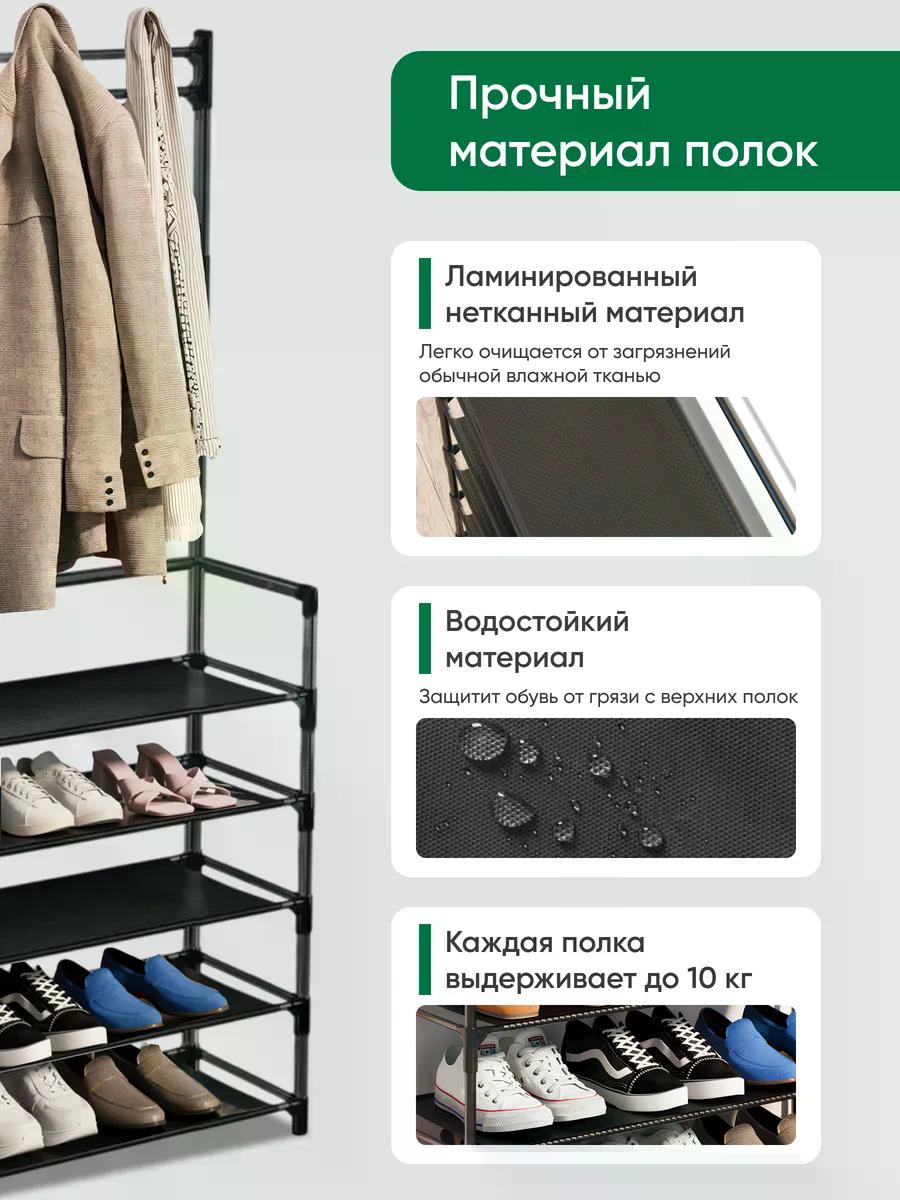 Прочный
материал полок
Ламинированный
нетканный материал
Легко очищается от загрязнений
обычной влажной тканью
Водостойкий
материал
Защитит обувь от грязи с верхних полок
Каждая полка
выдерживает до 10 кг